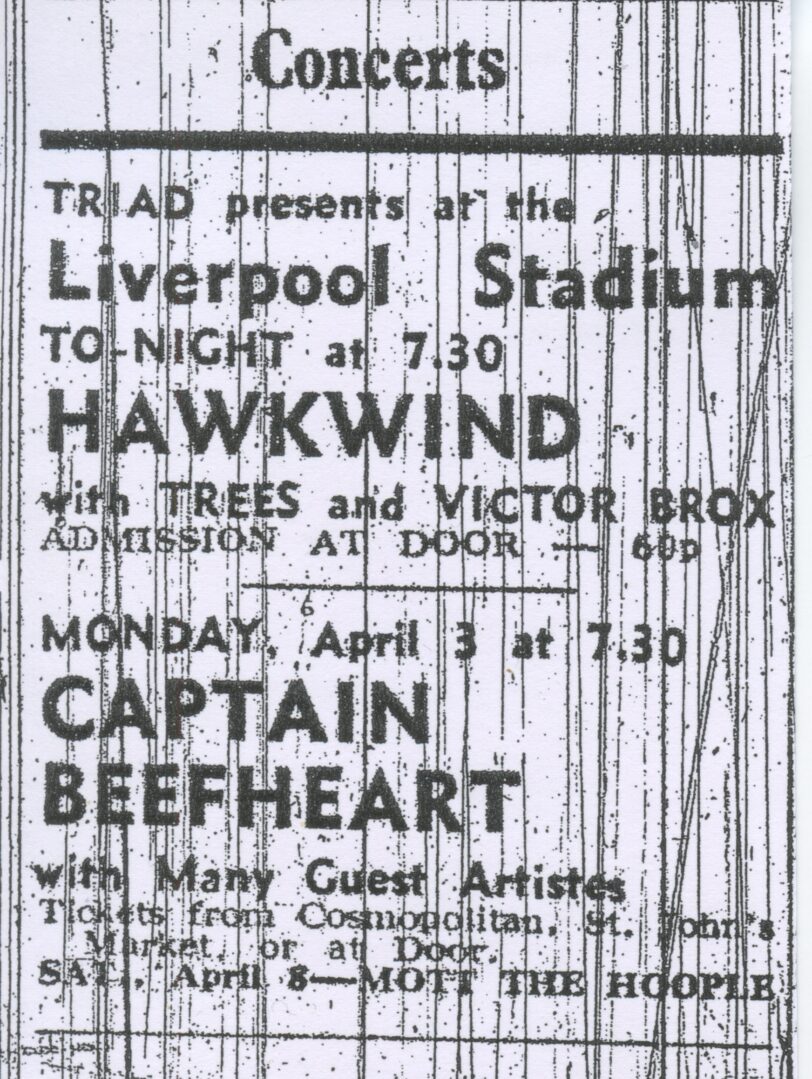 Concerts
TRIAD presents at the
Liverpool Stadium
TO-NIGHT at 7.30
HAWKWIND
with TREES and VICTOR BROX
ADMISSION AT DOOR — 60p
MONDAY, April 3 at 7.30
CAPTAIN
BEEFHEART
with Many Guest Artistes
Tickets from Cosmopolitan, St. John's
Market, or at Door.
SAT., April 8—MOTT THE HOOPLE